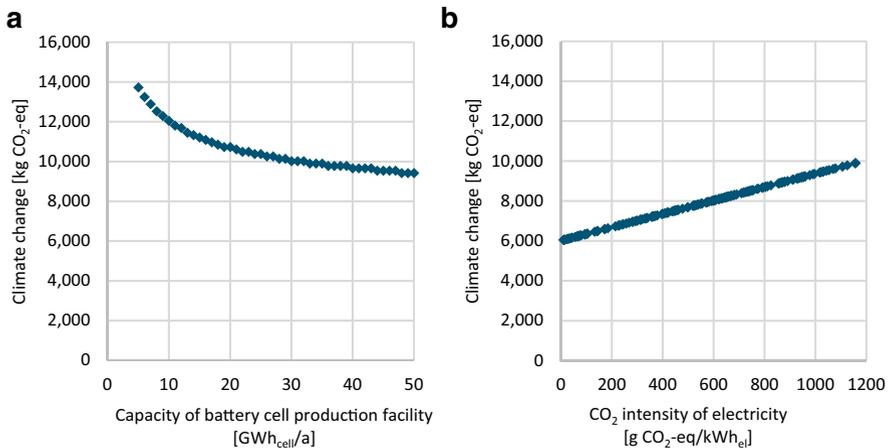 a
16,000
14,000
12,000
10,000
8,000
6,000
4,000
2,000
0
Climate change [kg CO₂-eq]
0 10 20 30 40 50
Capacity of battery cell production facility
[GWh_cell/a]
b
16,000
14,000
12,000
10,000
8,000
6,000
4,000
2,000
0
Climate change [kg CO₂-eq]
0 200 400 600 800 1000 1200
CO₂ intensity of electricity
[g CO₂-eq/kWh_el]